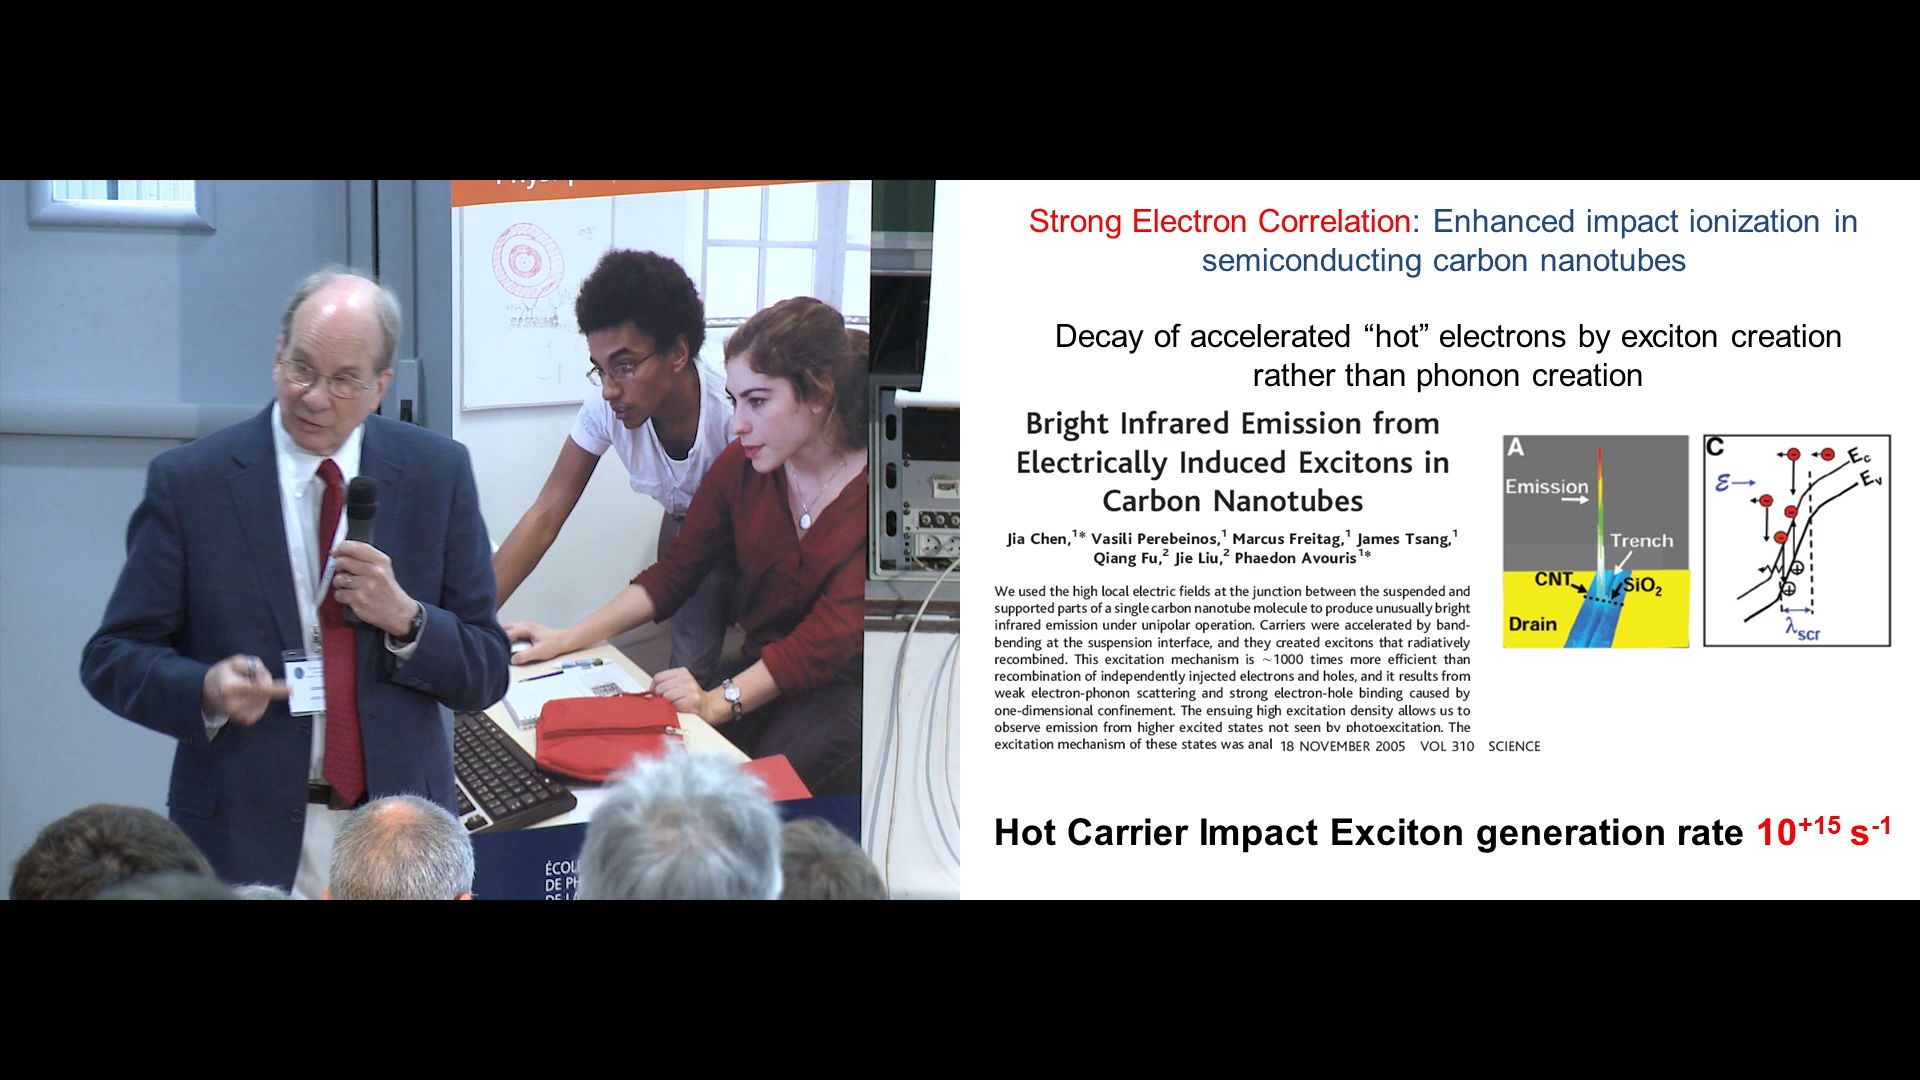 Strong Electron Correlation: Enhanced impact ionization in
semiconducting carbon nanotubes
Decay of accelerated “hot” electrons by exciton creation
rather than phonon creation
Bright Infrared Emission from
Electrically Induced Excitons in
Carbon Nanotubes
Jia Chen,¹* Vasili Perebeinos,¹ Marcus Freitag,¹ James Tsang,¹
Qiang Fu,² Jie Liu,² Phaedon Avouris¹*
We used the high local electric fields at the junction between the suspended and
supported parts of a single carbon nanotube molecule to produce unusually bright
infrared emission under unipolar operation. Carriers were accelerated by band-
bending at the suspension interface, and they created excitons that radiatively
recombined. This excitation mechanism is ~1000 times more efficient than
recombination of independently injected electrons and holes, and it results from
weak electron-phonon scattering and strong electron-hole binding caused by
one-dimensional confinement. The ensuing high excitation density allows us to
observe emission from higher excited states not seen by photoexcitation. The
excitation mechanism of these states was anal 18 NOVEMBER 2005 VOL 310 SCIENCE
A
Emission
Trench
CNT
SiO₂
Drain
C
ℰ
E_c
E_v
λ_scr
Hot Carrier Impact Exciton generation rate 10⁺¹⁵ s⁻¹
ÉCOL
DE PH
DE LA